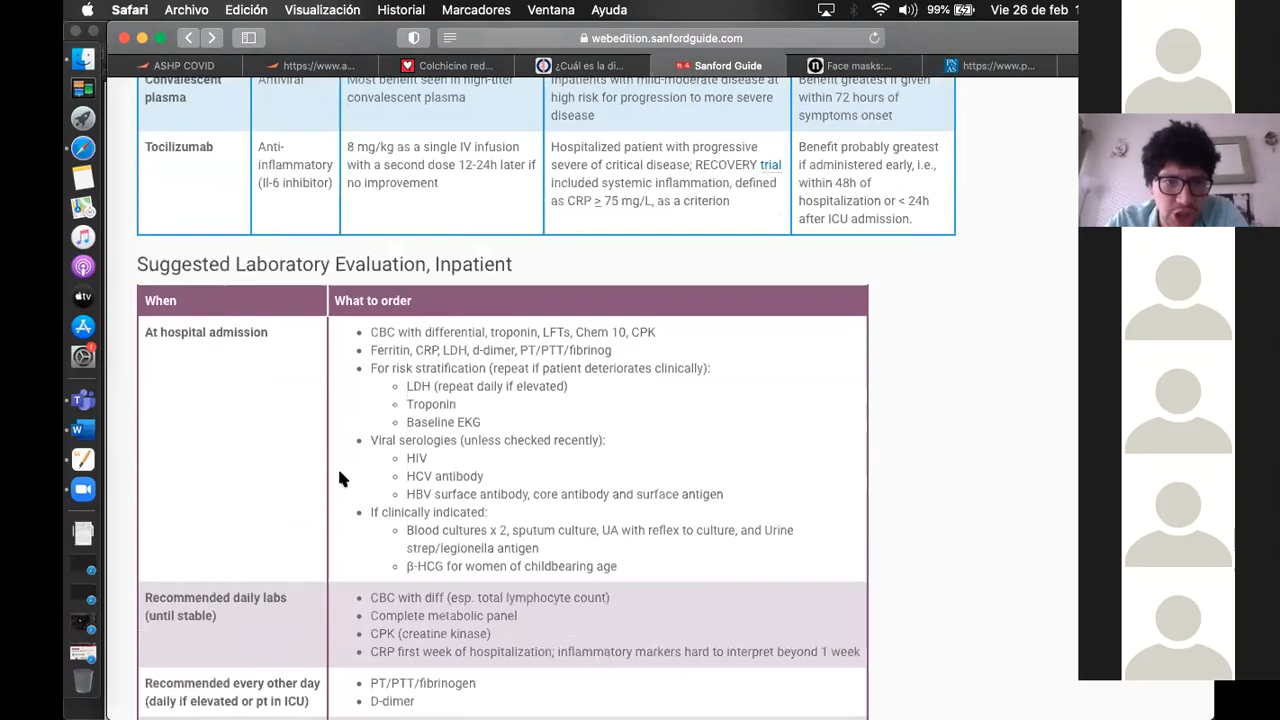 Safari Archivo Edición Visualización Historial Marcadores Ventana Ayuda 99% Vie 26 de feb 1
webedition.sanfordguide.com
ASHP COVID https://www.a... Colchicine red... ¿Cuál es la di... Sanford Guide Face masks:... https://www.p...
Convalescent Antiviral Most benefit seen in high-titer Inpatients with mild-moderate disease at Benefit greatest if given
plasma convalescent plasma high risk for progression to more severe within 72 hours of
disease symptoms onset
Tocilizumab Anti- 8 mg/kg as a single IV infusion Hospitalized patient with progressive Benefit probably greatest
inflammatory with a second dose 12-24h later if severe of critical disease; RECOVERY trial if administered early, i.e.,
(Il-6 inhibitor) no improvement included systemic inflammation, defined within 48h of
as CRP ≥ 75 mg/L, as a criterion hospitalization or < 24h
after ICU admission.
Suggested Laboratory Evaluation, Inpatient
When What to order
At hospital admission • CBC with differential, troponin, LFTs, Chem 10, CPK
• Ferritin, CRP, LDH, d-dimer, PT/PTT/fibrinog
• For risk stratification (repeat if patient deteriorates clinically):
◦ LDH (repeat daily if elevated)
◦ Troponin
◦ Baseline EKG
• Viral serologies (unless checked recently):
◦ HIV
◦ HCV antibody
◦ HBV surface antibody, core antibody and surface antigen
• If clinically indicated:
◦ Blood cultures x 2, sputum culture, UA with reflex to culture, and Urine
strep/legionella antigen
◦ β-HCG for women of childbearing age
Recommended daily labs • CBC with diff (esp. total lymphocyte count)
(until stable) • Complete metabolic panel
• CPK (creatine kinase)
• CRP first week of hospitalization; inflammatory markers hard to interpret beyond 1 week
Recommended every other day • PT/PTT/fibrinogen
(daily if elevated or pt in ICU) • D-dimer